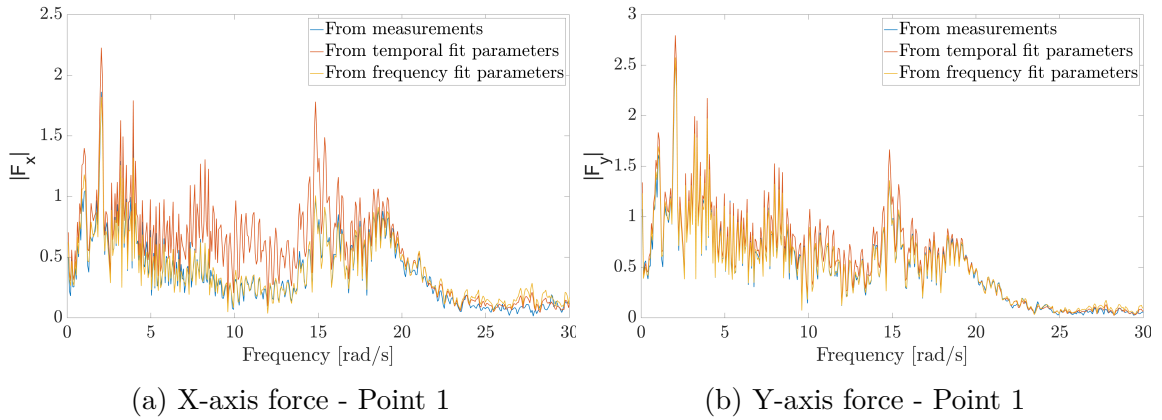 2.5
2
1.5
1
0.5
0
|F_x|
0 5 10 15 20 25 30
Frequency [rad/s]
From measurements
From temporal fit parameters
From frequency fit parameters
(a) X-axis force - Point 1
3
2.5
2
1.5
1
0.5
0
|F_y|
0 5 10 15 20 25 30
Frequency [rad/s]
From measurements
From temporal fit parameters
From frequency fit parameters
(b) Y-axis force - Point 1